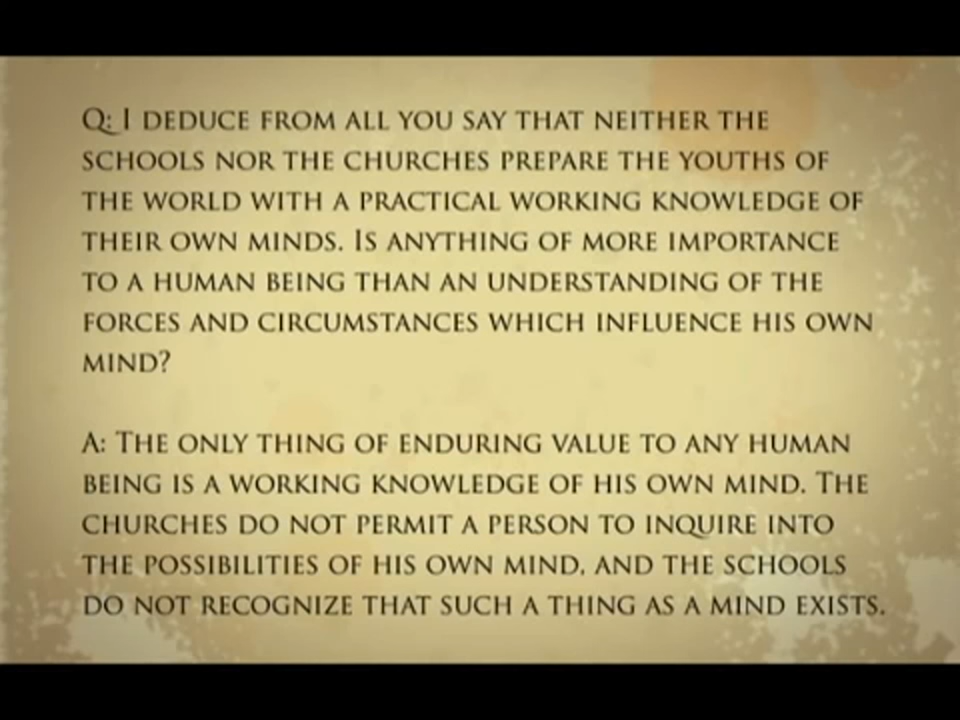 Q: I DEDUCE FROM ALL YOU SAY THAT NEITHER THE
SCHOOLS NOR THE CHURCHES PREPARE THE YOUTHS OF
THE WORLD WITH A PRACTICAL WORKING KNOWLEDGE OF
THEIR OWN MINDS. IS ANYTHING OF MORE IMPORTANCE
TO A HUMAN BEING THAN AN UNDERSTANDING OF THE
FORCES AND CIRCUMSTANCES WHICH INFLUENCE HIS OWN
MIND?
A: THE ONLY THING OF ENDURING VALUE TO ANY HUMAN
BEING IS A WORKING KNOWLEDGE OF HIS OWN MIND. THE
CHURCHES DO NOT PERMIT A PERSON TO INQUIRE INTO
THE POSSIBILITIES OF HIS OWN MIND, AND THE SCHOOLS
DO NOT RECOGNIZE THAT SUCH A THING AS A MIND EXISTS.